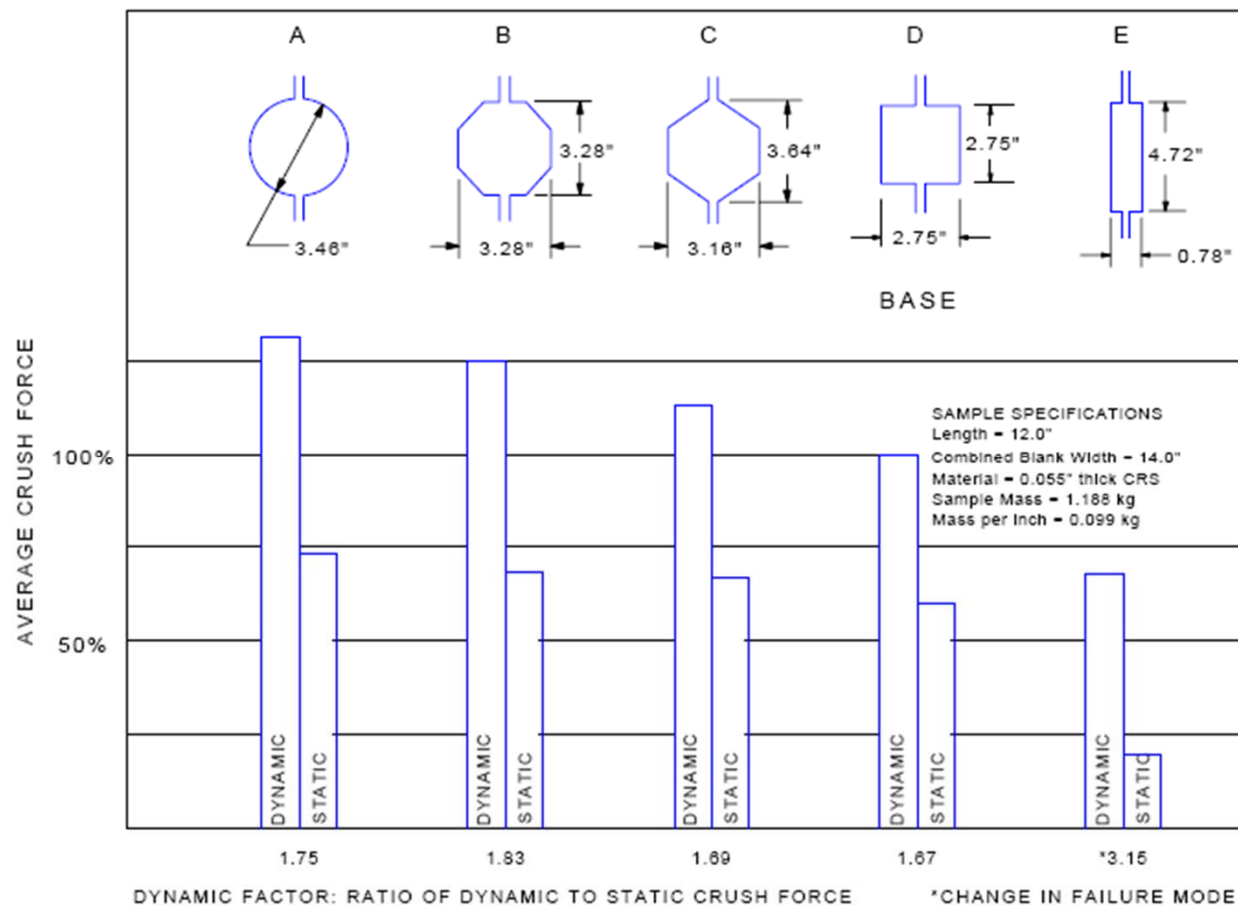 A B C D E
3.46"
3.28"
3.28"
3.64"
3.16"
2.75"
2.75"
4.72"
0.78"
BASE
AVERAGE CRUSH FORCE
100%
50%
SAMPLE SPECIFICATIONS
Length = 12.0"
Combined Blank Width = 14.0"
Material = 0.055" thick CRS
Sample Mass = 1.188 kg
Mass per Inch = 0.099 kg
DYNAMIC
STATIC
DYNAMIC
STATIC
DYNAMIC
STATIC
DYNAMIC
STATIC
DYNAMIC
STATIC
1.75 1.83 1.69 1.67 *3.15
DYNAMIC FACTOR: RATIO OF DYNAMIC TO STATIC CRUSH FORCE *CHANGE IN FAILURE MODE